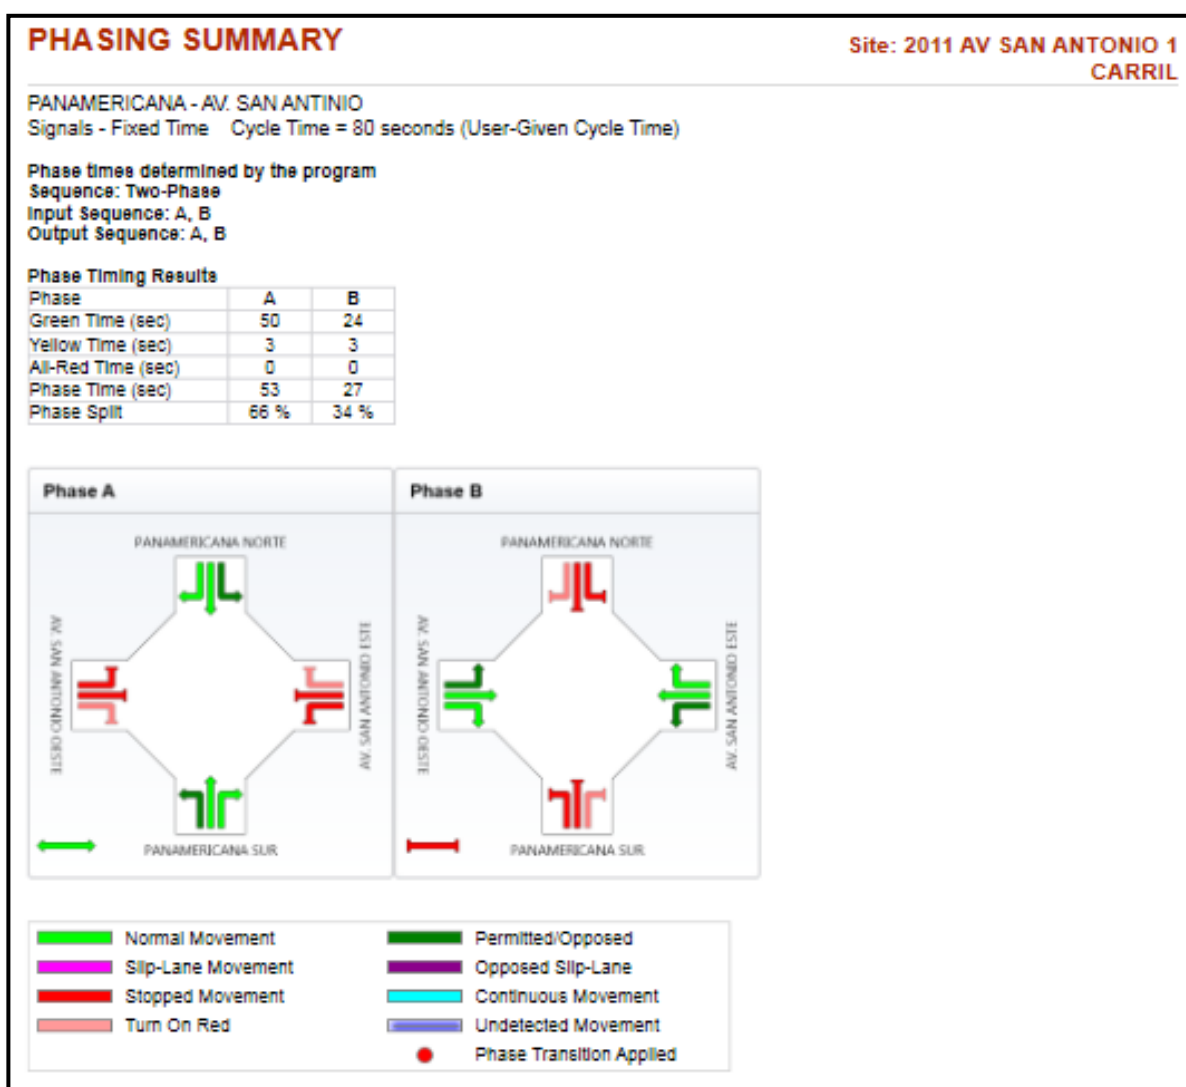 PHASING SUMMARY
Site: 2011 AV SAN ANTONIO 1
CARRIL
PANAMERICANA - AV. SAN ANTINIO
Signals - Fixed Time Cycle Time = 80 seconds (User-Given Cycle Time)
Phase times determined by the program
Sequence: Two-Phase
Input Sequence: A, B
Output Sequence: A, B
Phase Timing Results
Phase A B
Green Time (sec) 50 24
Yellow Time (sec) 3 3
All-Red Time (sec) 0 0
Phase Time (sec) 53 27
Phase Split 66 % 34 %
Phase A
PANAMERICANA NORTE
AV. SAN ANTONIO OESTE
AV. SAN ANTONIO ESTE
PANAMERICANA SUR
Phase B
PANAMERICANA NORTE
AV. SAN ANTONIO OESTE
AV. SAN ANTONIO ESTE
PANAMERICANA SUR
Normal Movement
Permitted/Opposed
Slip-Lane Movement
Opposed Slip-Lane
Stopped Movement
Continuous Movement
Turn On Red
Undetected Movement
Phase Transition Applied